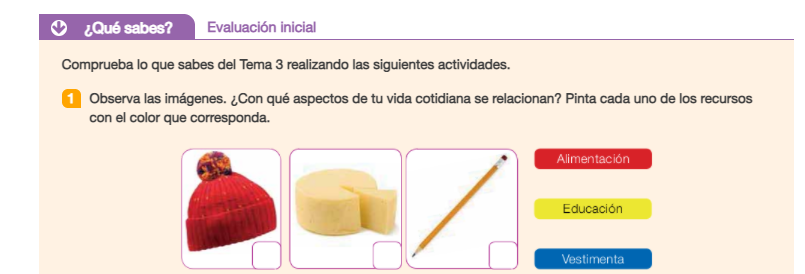 ¿Qué sabes? Evaluación inicial
Comprueba lo que sabes del Tema 3 realizando las siguientes actividades.
1 Observa las imágenes. ¿Con qué aspectos de tu vida cotidiana se relacionan? Pinta cada uno de los recursos
con el color que corresponda.
Alimentación
Educación
Vestimenta